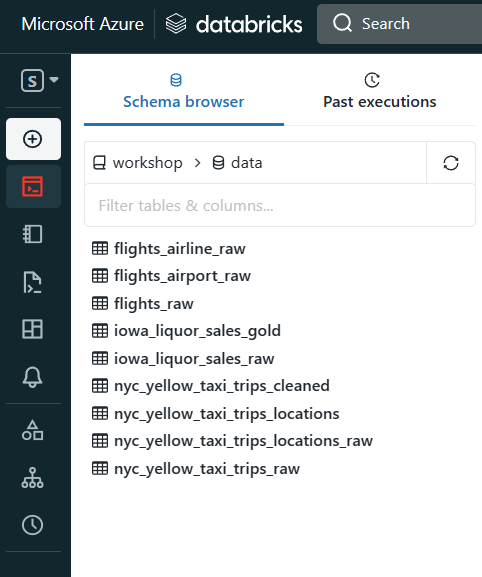 Microsoft Azure databricks Search
S
Schema browser Past executions
workshop > data
Filter tables & columns...
flights_airline_raw
flights_airport_raw
flights_raw
iowa_liquor_sales_gold
iowa_liquor_sales_raw
nyc_yellow_taxi_trips_cleaned
nyc_yellow_taxi_trips_locations
nyc_yellow_taxi_trips_locations_raw
nyc_yellow_taxi_trips_raw